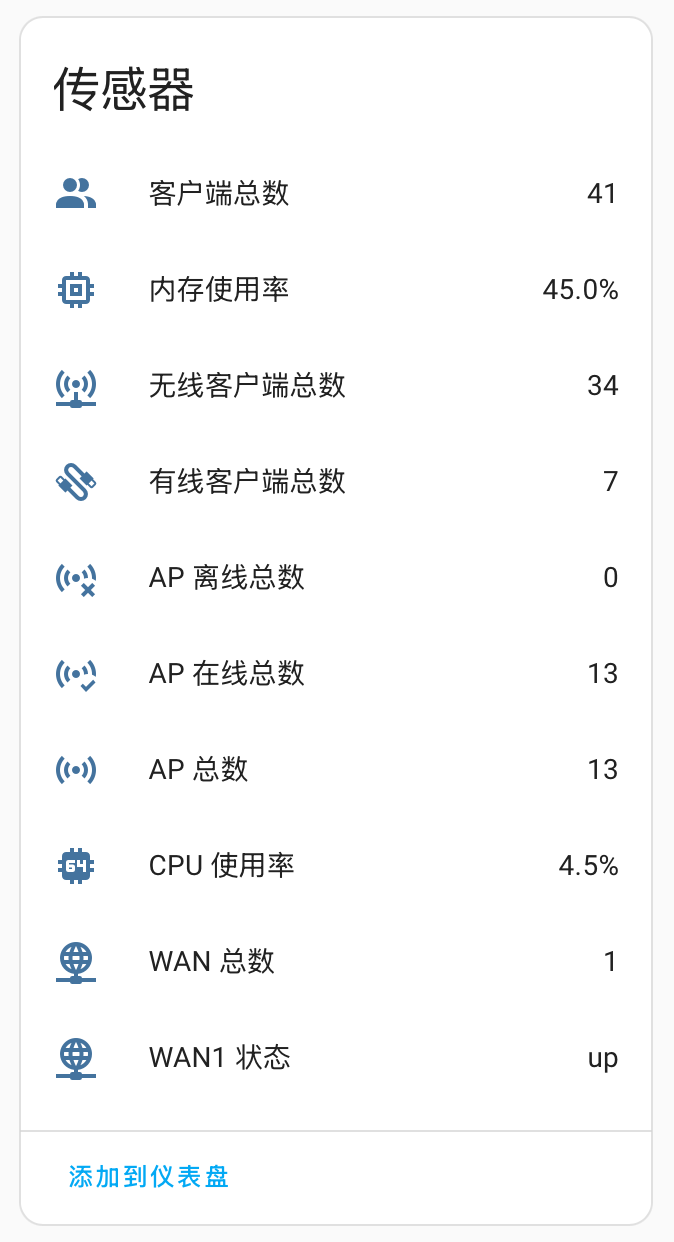 传感器
客户端总数 41
内存使用率 45.0%
无线客户端总数 34
有线客户端总数 7
AP 离线总数 0
AP 在线总数 13
AP 总数 13
64
CPU 使用率 4.5%
WAN 总数 1
WAN1 状态 up
添加到仪表盘